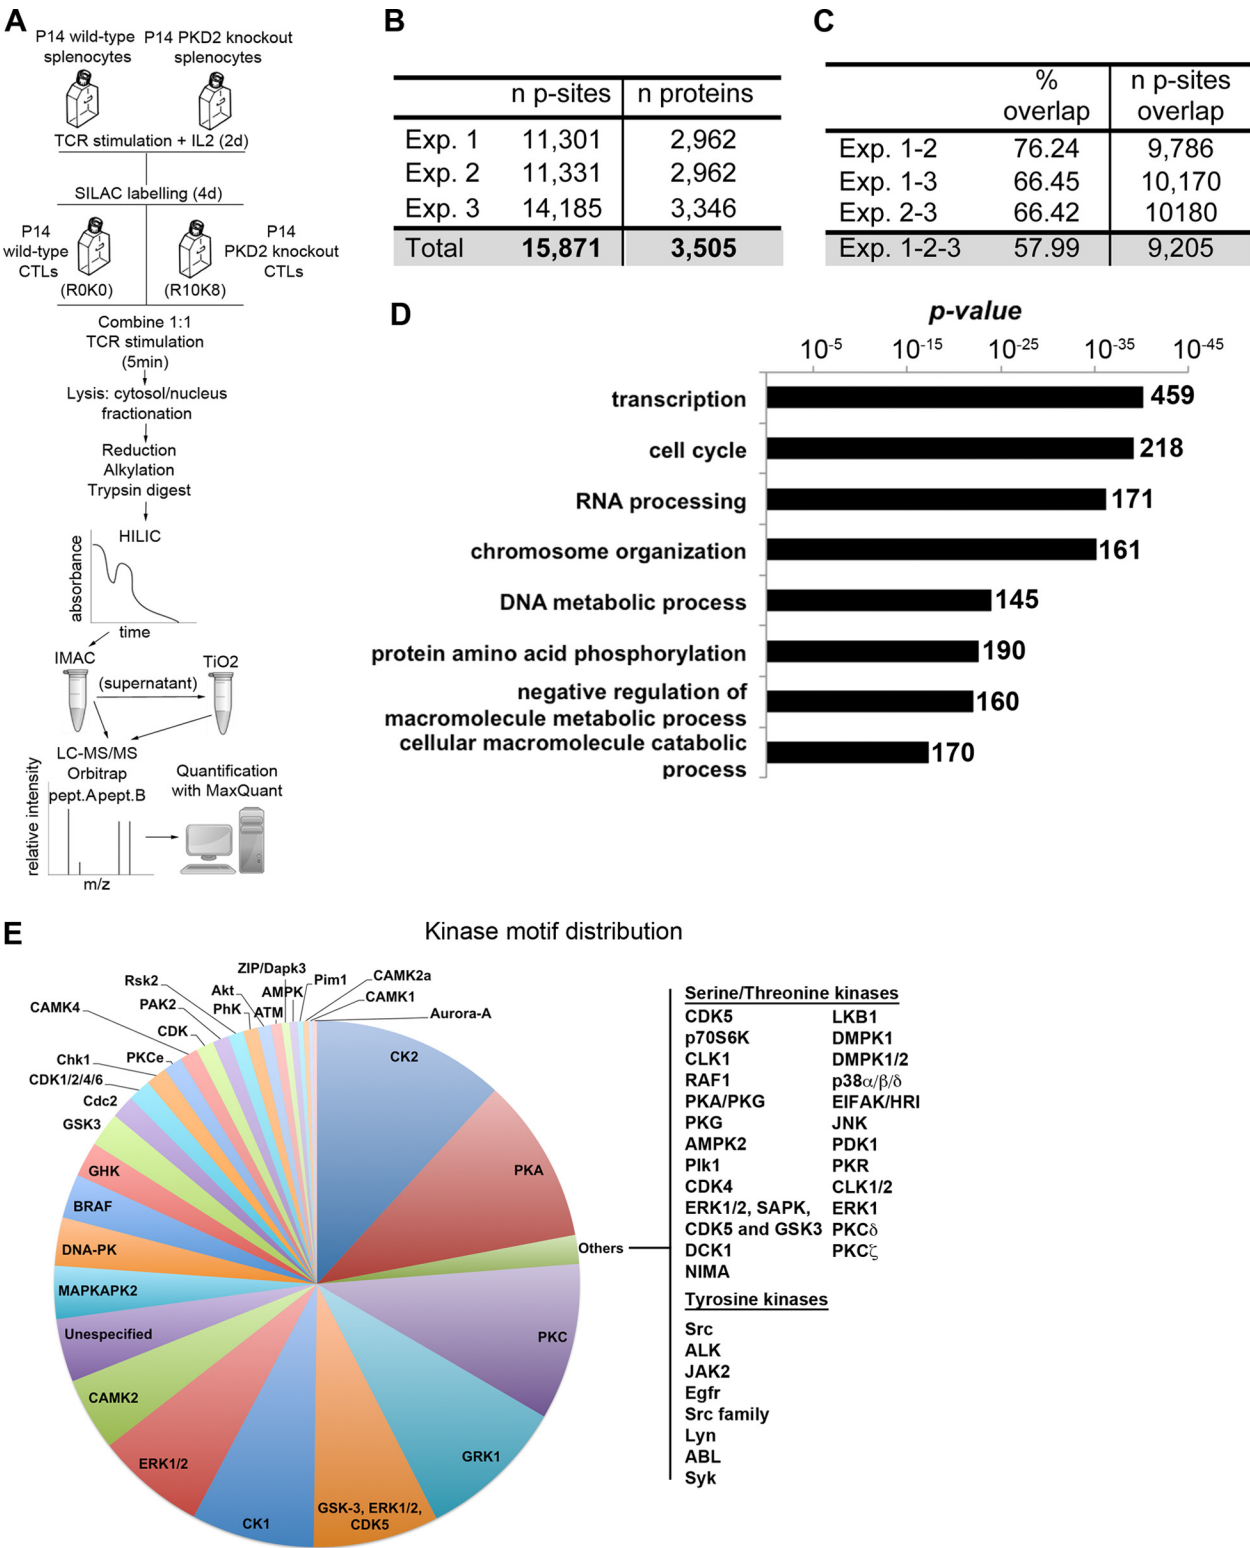 A
P14 wild-type P14 PKD2 knockout
splenocytes splenocytes
TCR stimulation + IL2 (2d)
SILAC labelling (4d)
P14
wild-type
CTLs
P14
PKD2 knockout
CTLs
(R0K0) (R10K8)
Combine 1:1
TCR stimulation
(5min)
Lysis: cytosol/nucleus
fractionation
Reduction
Alkylation
Trypsin digest
HILIC
absorbance
time
IMAC
(supernatant)
TiO2
LC-MS/MS
Orbitrap
pept.A pept.B
relative intensity
m/z
Quantification
with MaxQuant
B
n p-sites n proteins
Exp. 1 11,301 2,962
Exp. 2 11,331 2,962
Exp. 3 14,185 3,346
Total 15,871 3,505
C
% overlap n p-sites overlap
Exp. 1-2 76.24 9,786
Exp. 1-3 66.45 10,170
Exp. 2-3 66.42 10180
Exp. 1-2-3 57.99 9,205
D
p-value
10-5 10-15 10-25 10-35 10-45
transcription 459
cell cycle 218
RNA processing 171
chromosome organization 161
DNA metabolic process 145
protein amino acid phosphorylation 190
negative regulation of
macromolecule metabolic process 160
cellular macromolecule catabolic
process 170
E
Kinase motif distribution
CK2
PKA
Others
PKC
GRK1
GSK-3, ERK1/2,
CDK5
CK1
ERK1/2
CAMK2
Unespecified
MAPKAPK2
DNA-PK
BRAF
GHK
GSK3
Cdc2
CDK1/2/4/6
Chk1
PKCe
CAMK4
CDK
PAK2
Rsk2
PhK
Akt
ATM
ZIP/Dapk3
AMPK
Pim1
CAMK2a
CAMK1
Aurora-A
Serine/Threonine kinases
CDK5 LKB1
p70S6K DMPK1
CLK1 DMPK1/2
RAF1 p38α/β/δ
PKA/PKG EIFAK/HRI
PKG JNK
AMPK2 PDK1
Plk1 PKR
CDK4 CLK1/2
ERK1/2, SAPK, ERK1
CDK5 and GSK3 PKCδ
DCK1 PKCζ
NIMA
Tyrosine kinases
Src
ALK
JAK2
Egfr
Src family
Lyn
ABL
Syk